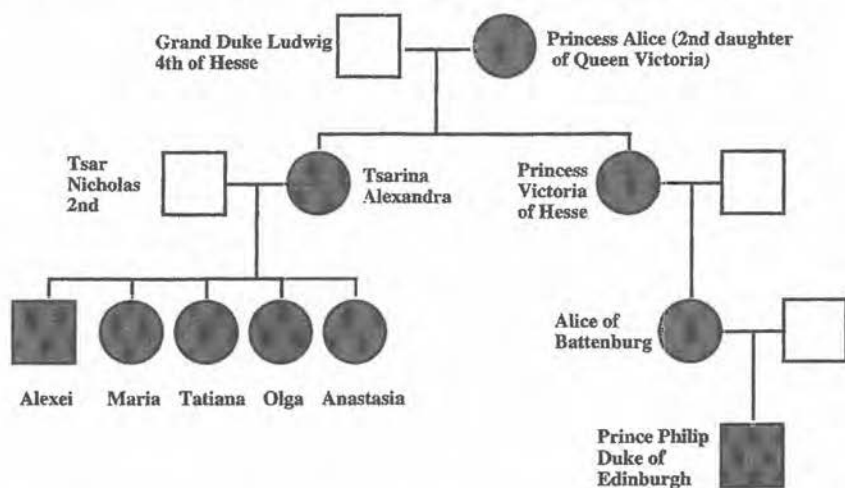 Grand Duke Ludwig
4th of Hesse
Princess Alice (2nd daughter
of Queen Victoria)
Tsar
Nicholas
2nd
Tsarina
Alexandra
Princess
Victoria
of Hesse
Alexei
Maria
Tatiana
Olga
Anastasia
Alice of
Battenburg
Prince Philip
Duke of
Edinburgh